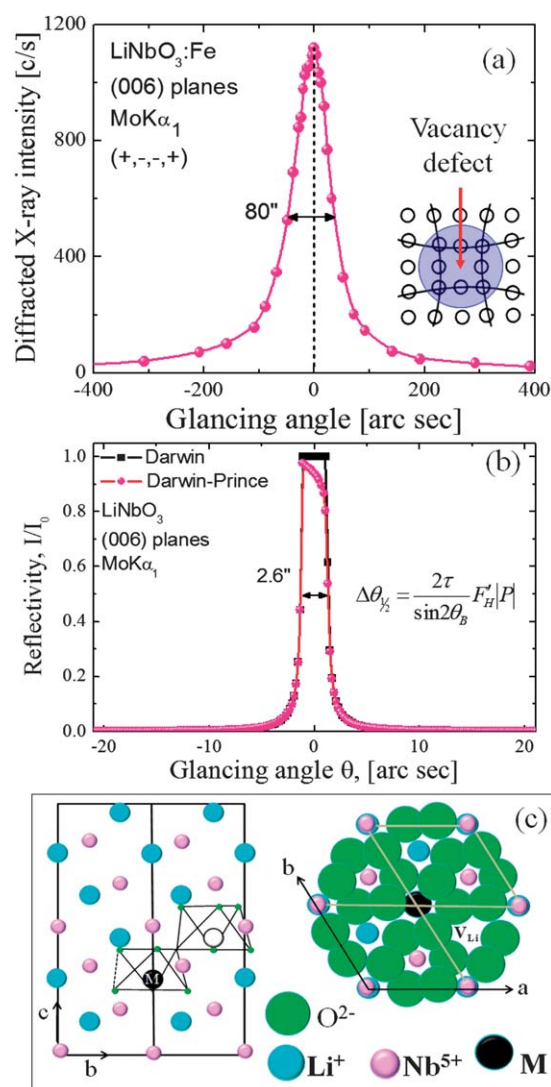 1200
LiNbO₃:Fe
(a)
(006) planes
MoKα₁
(+,-,-,+)
Vacancy
defect
80"
800
400
0
Diffracted X-ray intensity [c/s]
-400 -200 0 200 400
Glancing angle [arc sec]
1.0
Darwin
(b)
Darwin-Prince
0.8
LiNbO₃
(006) planes
MoKα₁
0.6
2.6"
Δθ½ = 2τ/sin2θ_B F′_H|P|
0.4
0.2
0.0
Reflectivity, I/I₀
-20 -10 0 10 20
Glancing angle θ, [arc sec]
(c)
b
V_Li
M
c
a
b
O²⁻
Li⁺
Nb⁵⁺
M